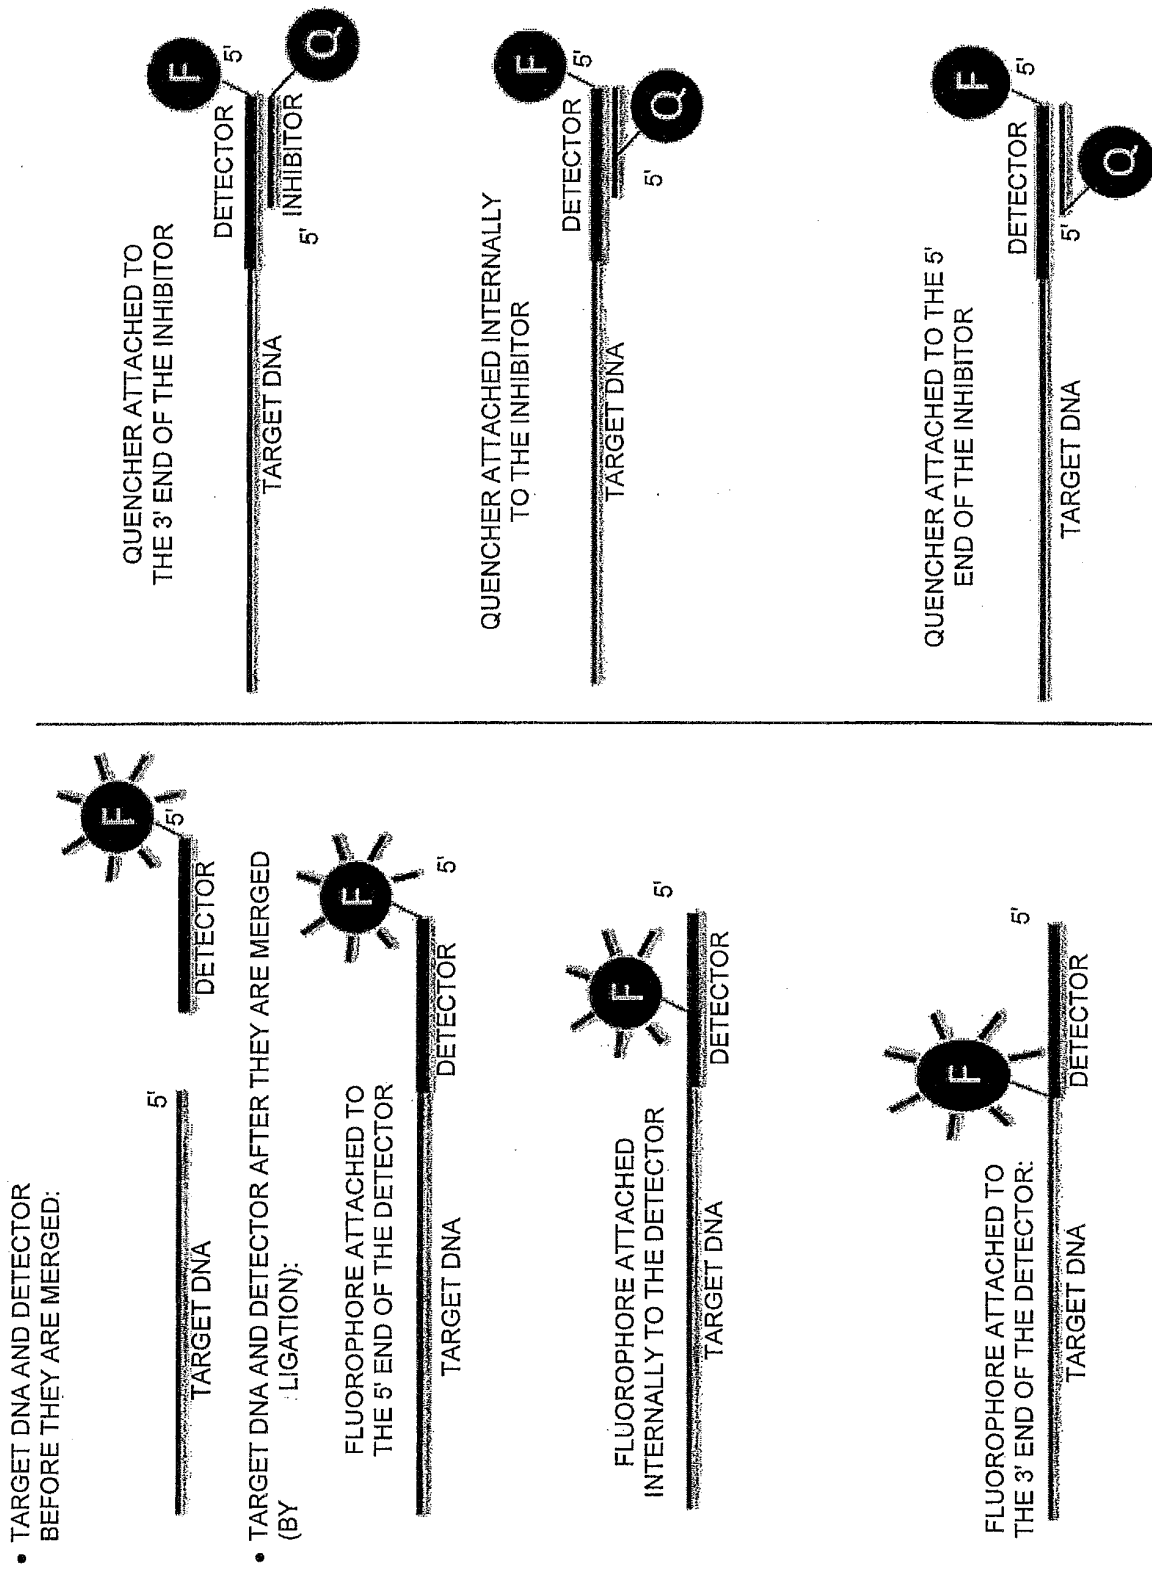 • TARGET DNA AND DETECTOR
BEFORE THEY ARE MERGED:
5'
TARGET DNA
F
5'
DETECTOR
• TARGET DNA AND DETECTOR AFTER THEY ARE MERGED
(BY LIGATION):
FLUOROPHORE ATTACHED TO
THE 5' END OF THE DETECTOR
F
5'
TARGET DNA
DETECTOR
FLUOROPHORE ATTACHED
INTERNALLY TO THE DETECTOR
F
5'
TARGET DNA
DETECTOR
FLUOROPHORE ATTACHED TO
THE 3' END OF THE DETECTOR:
F
5'
TARGET DNA
DETECTOR
QUENCHER ATTACHED TO
THE 3' END OF THE INHIBITOR
F
5'
DETECTOR
TARGET DNA
INHIBITOR
5'
Q
QUENCHER ATTACHED INTERNALLY
TO THE INHIBITOR
F
5'
DETECTOR
TARGET DNA
5'
Q
QUENCHER ATTACHED TO THE 5'
END OF THE INHIBITOR
F
5'
DETECTOR
TARGET DNA
5'
Q